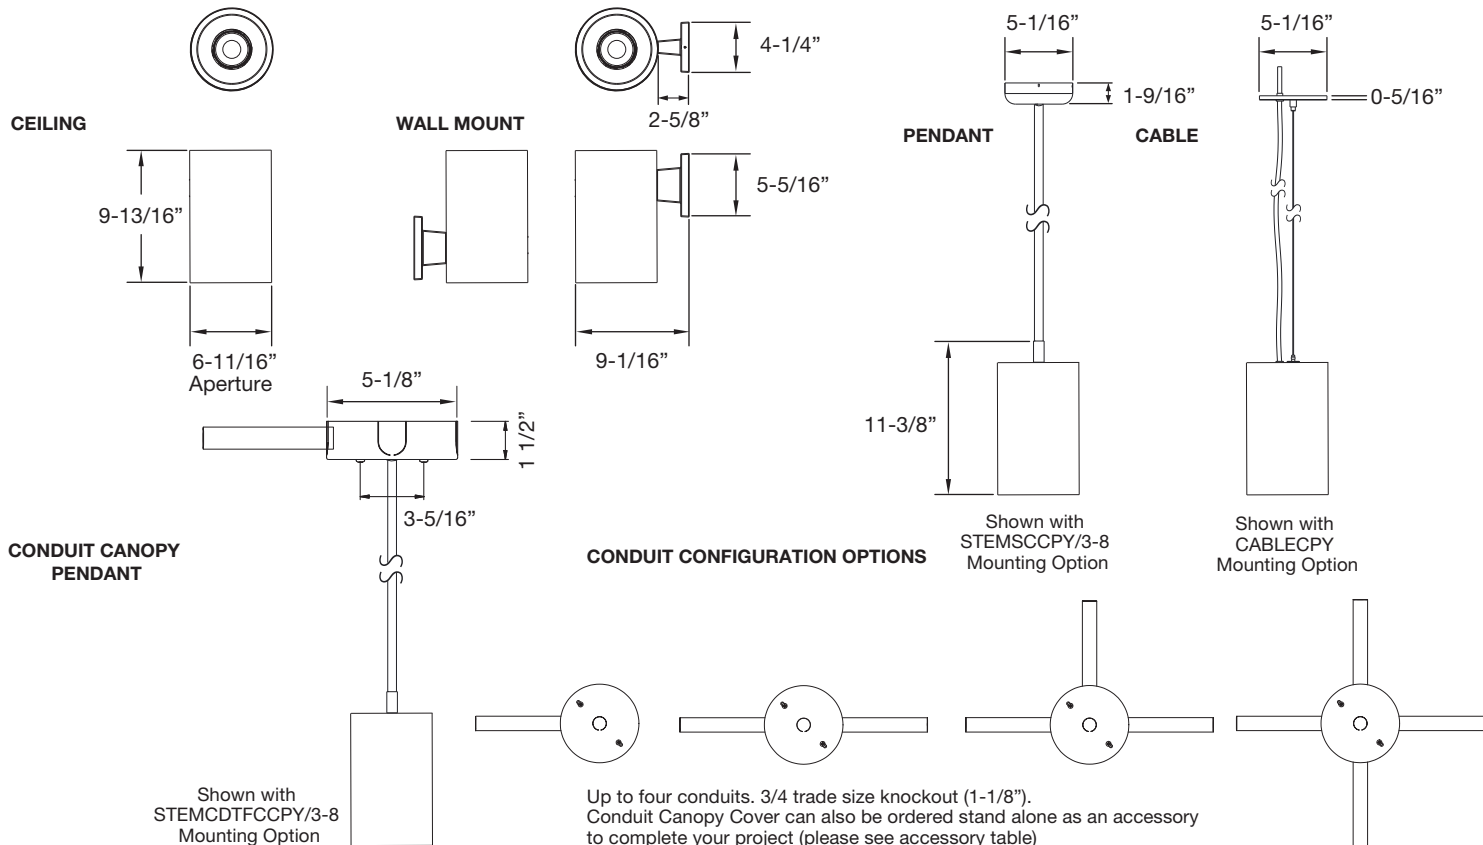 5-1/16”
5-1/16”
4-1/4”
1-9/16”
0-5/16”
2-5/8”
CEILING
WALL MOUNT
PENDANT
CABLE
9-13/16”
5-5/16”
6-11/16”
Aperture
9-1/16”
5-1/8”
11-3/8”
1 1/2”
3-5/16”
CONDUIT CANOPY
PENDANT
CONDUIT CONFIGURATION OPTIONS
Shown with
STEMSCCPY/3-8
Mounting Option
Shown with
CABLECPY
Mounting Option
Shown with
STEMCDTFCCPY/3-8
Mounting Option
Up to four conduits. 3/4 trade size knockout (1-1/8”).
Conduit Canopy Cover can also be ordered stand alone as an accessory
to complete your project (please see accessory table)